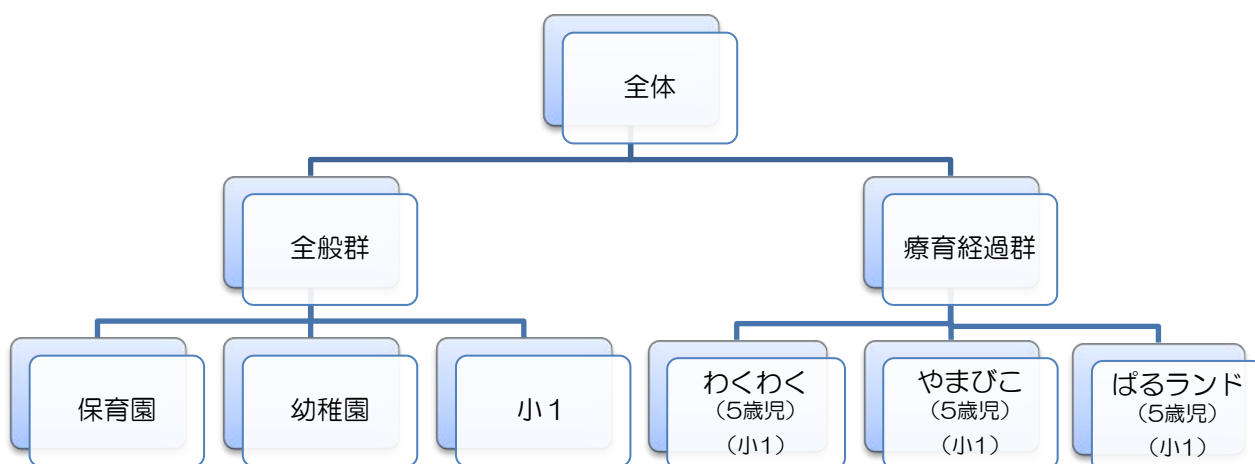 全体
全般群
療育経過群
保育園
幼稚園
小１
わくわく
（5歳児）
（小1）
やまびこ
（5歳児）
（小1）
ぱるランド
（5歳児）
（小1）